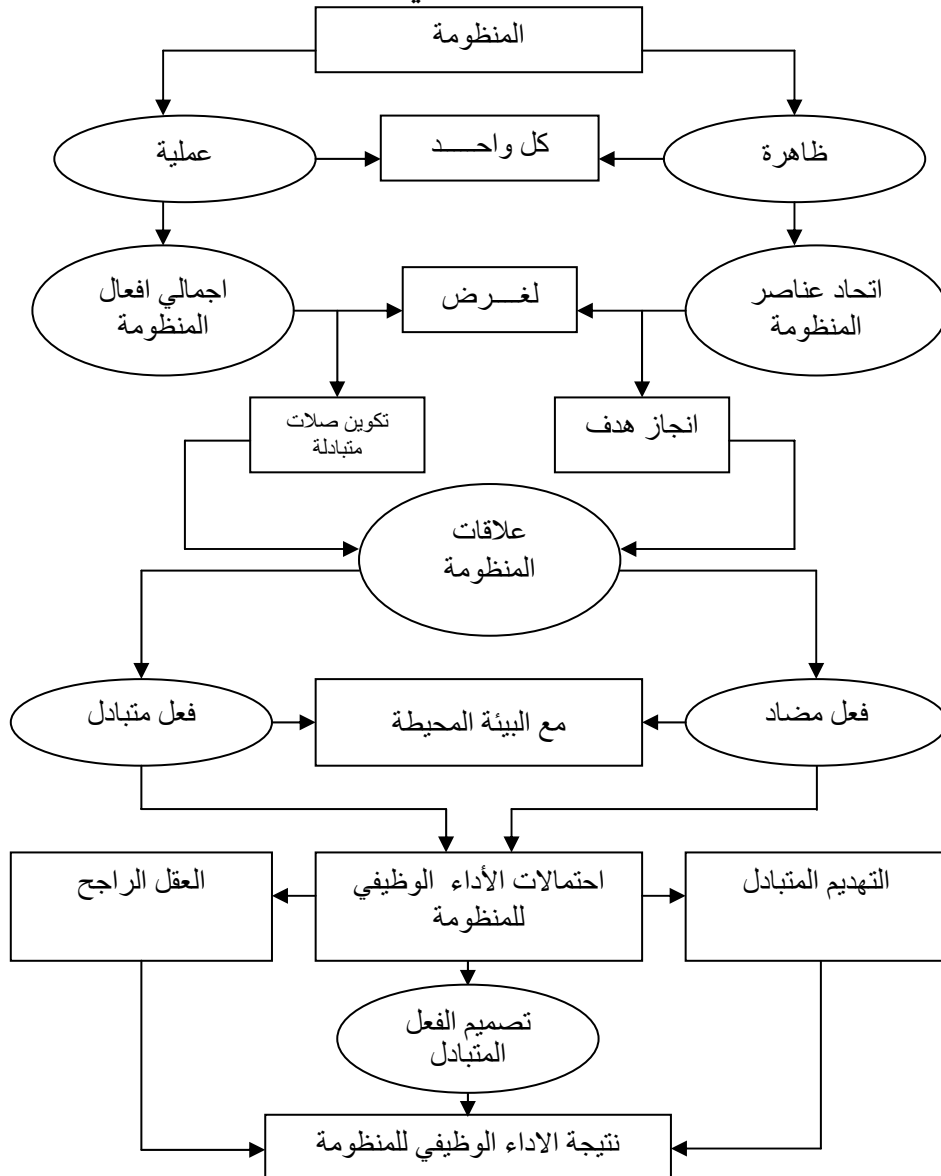 المنظومة
ظاهرة
كل واحـــــد
عملية
اتحاد عناصر
المنظومة
لغـــرض
اجمالي افعال
المنظومة
انجاز هدف
تكوين صلات
متبادلة
علاقات
المنظومة
فعل مضاد
مع البيئة المحيطة
فعل متبادل
التهديم المتبادل
احتمالات الأداء الوظيفي
للمنظومة
العقل الراجح
تصميم الفعل
المتبادل
نتيجة الاداء الوظيفي للمنظومة